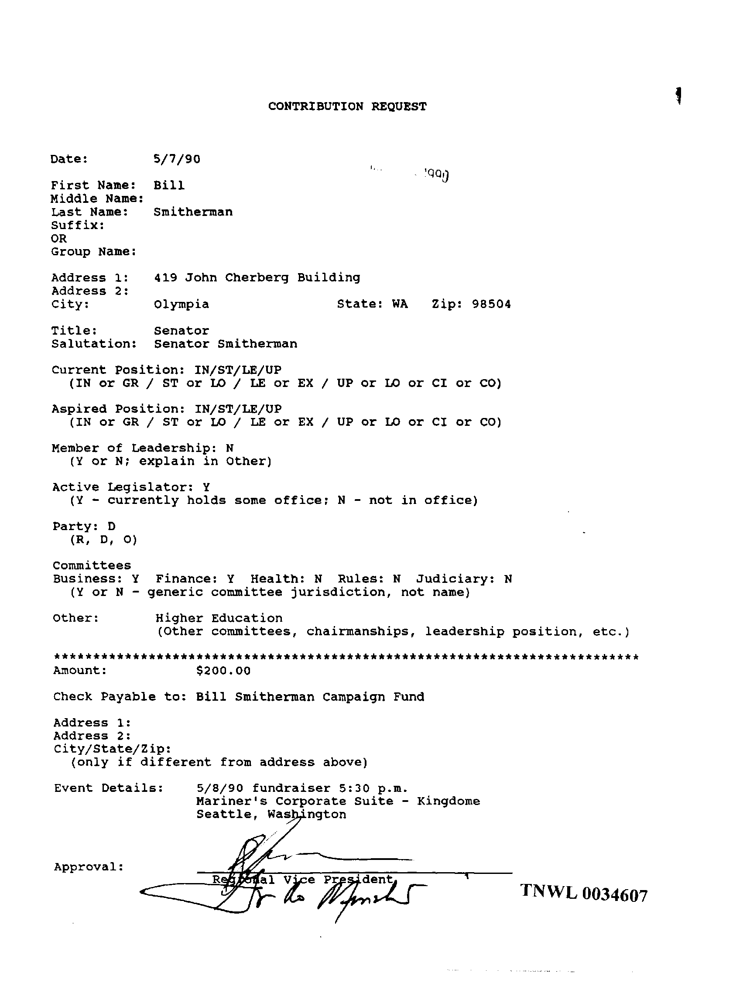 CONTRIBUTION REQUEST
Date: 5/7/90
First Name: Bill
Middle Name:
Last Name: Smitherman
Suffix:
OR
Group Name:
Address 1: 419 John Cherberg Building
Address 2:
City: Olympia State: WA Zip: 98504
Title: Senator
Salutation: Senator Smitherman
Current Position: IN/ST/LE/UP
(IN or GR / ST or LO / LE or EX / UP or LO or CI or CO)
Aspired Position: IN/ST/LE/UP
(IN or GR / ST or LO / LE or EX / UP or LO or CI or CO)
Member of Leadership: N
(Y or N; explain in Other)
Active Legislator: Y
(Y - currently holds some office; N - not in office)
Party: D
(R, D, O)
Committees
Business: Y Finance: Y Health: N Rules: N Judiciary: N
(Y or N - generic committee jurisdiction, not name)
Other: Higher Education
(Other committees, chairmanships, leadership position, etc.)
***************************************************************************
Amount: $200.00
Check Payable to: Bill Smitherman Campaign Fund
Address 1:
Address 2:
City/State/Zip:
(only if different from address above)
Event Details: 5/8/90 fundraiser 5:30 p.m.
Mariner's Corporate Suite - Kingdome
Seattle, Washington
Approval:
Regional Vice President
TNWL 0034607